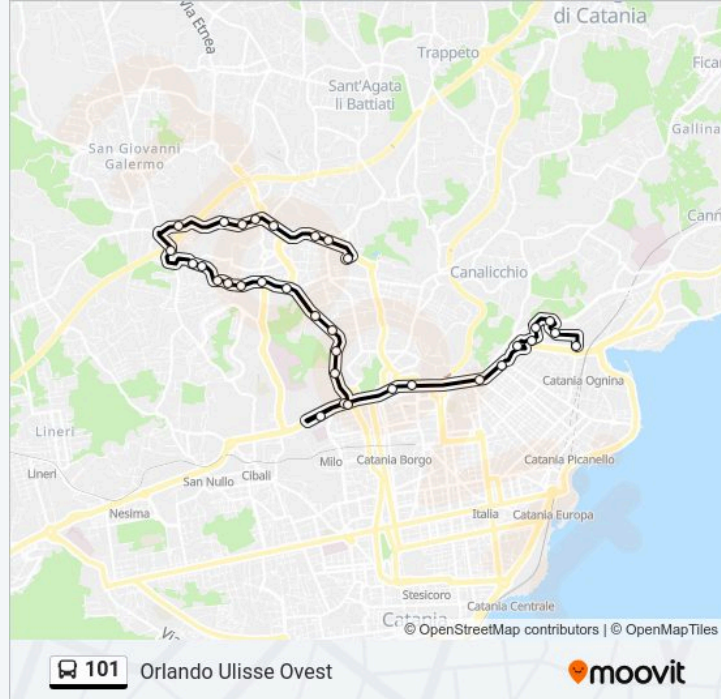 di Catania
Via Etnea
Trappeto
Sant'Agata
li Battiati
San Giovanni
Galermo
Gallina
Canalicchio
Catania Ognina
Lineri
Lineri
Milo
Catania Borgo
Catania Picanello
San Nullo
Cibali
Nesima
Italia
Catania Europa
Stesicoro
Catania Centrale
Catania
© OpenStreetMap contributors | © OpenMapTiles
101
Orlando Ulisse Ovest
moovit